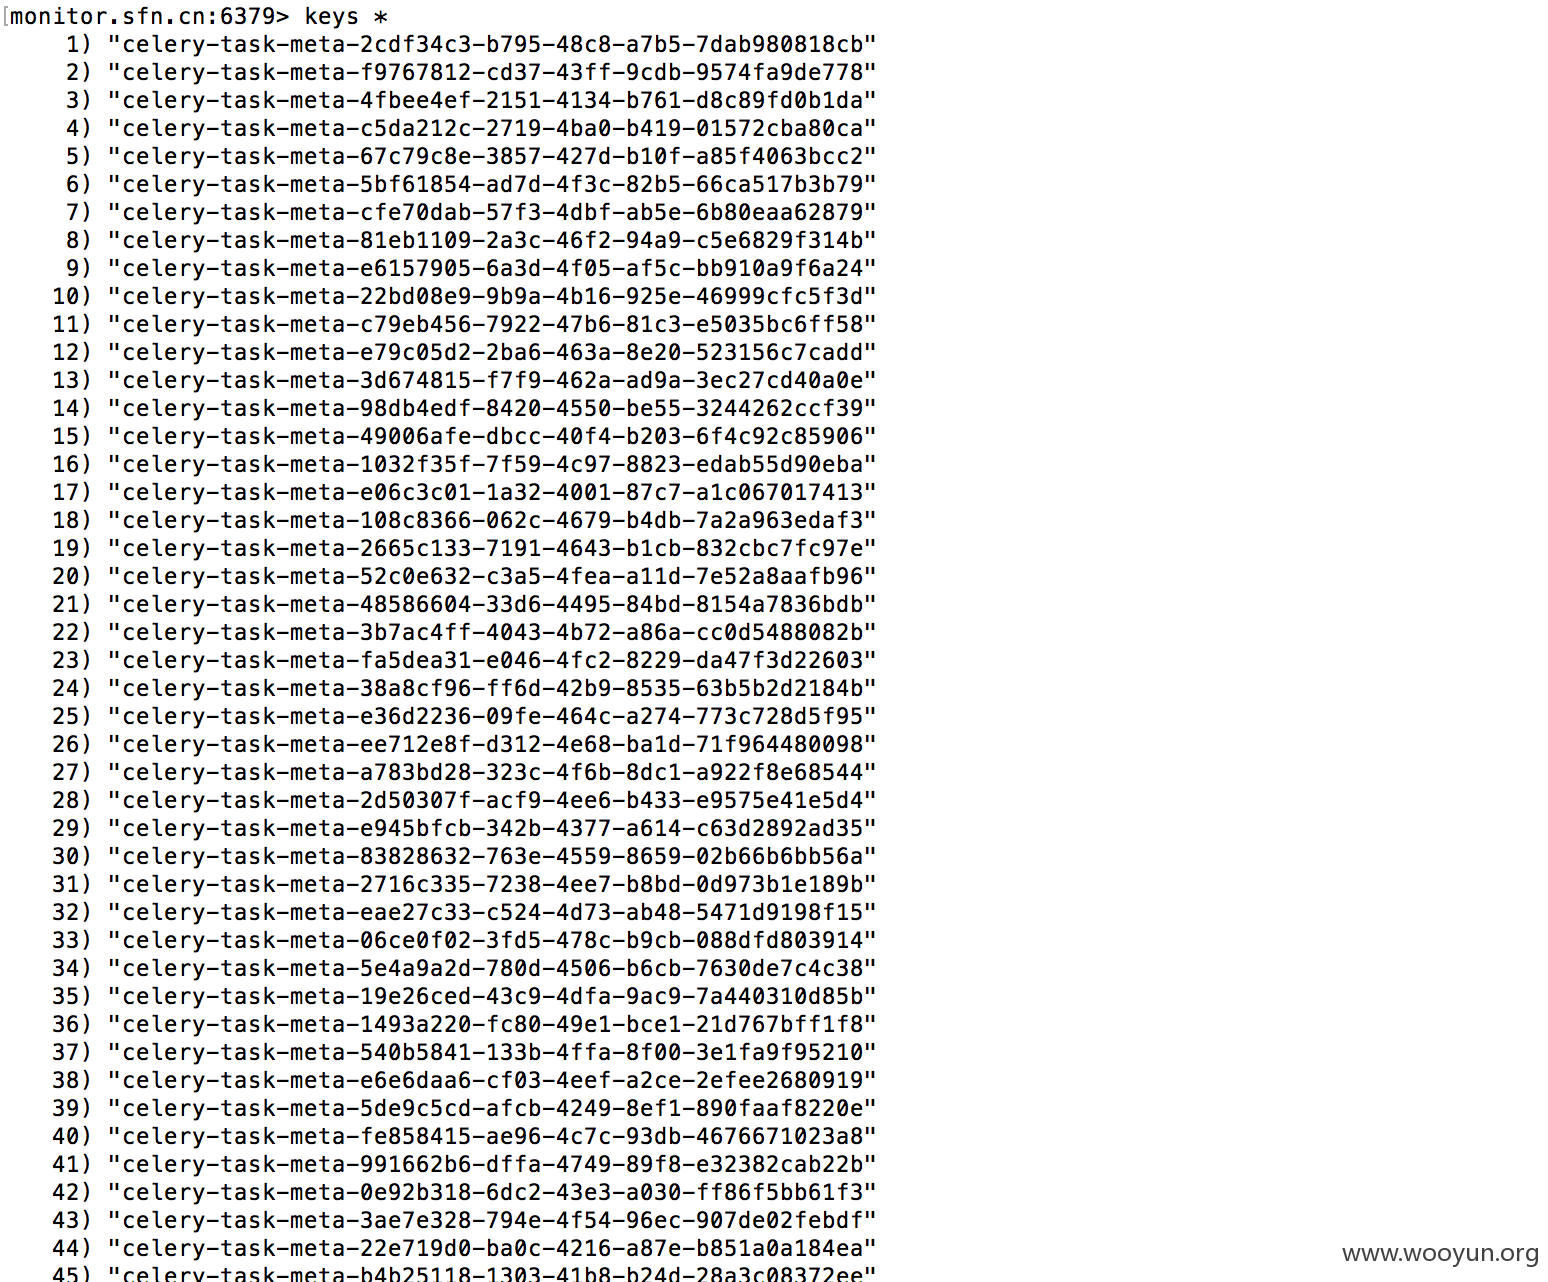 monitor.sfn.cn:6379> keys *
1) "celery-task-meta-2cdf34c3-b795-48c8-a7b5-7dab980818cb"
2) "celery-task-meta-f9767812-cd37-43ff-9cdb-9574fa9de778"
3) "celery-task-meta-4fbee4ef-2151-4134-b761-d8c89fd0b1da"
4) "celery-task-meta-c5da212c-2719-4ba0-b419-01572cba80ca"
5) "celery-task-meta-67c79c8e-3857-427d-b10f-a85f4063bcc2"
6) "celery-task-meta-5bf61854-ad7d-4f3c-82b5-66ca517b3b79"
7) "celery-task-meta-cfe70dab-57f3-4dbf-ab5e-6b80eaa62879"
8) "celery-task-meta-81eb1109-2a3c-46f2-94a9-c5e6829f314b"
9) "celery-task-meta-e6157905-6a3d-4f05-af5c-bb910a9f6a24"
10) "celery-task-meta-22bd08e9-9b9a-4b16-925e-46999cfc5f3d"
11) "celery-task-meta-c79eb456-7922-47b6-81c3-e5035bc6ff58"
12) "celery-task-meta-e79c05d2-2ba6-463a-8e20-523156c7cadd"
13) "celery-task-meta-3d674815-f7f9-462a-ad9a-3ec27cd40a0e"
14) "celery-task-meta-98db4edf-8420-4550-be55-3244262ccf39"
15) "celery-task-meta-49006afe-dbcc-40f4-b203-6f4c92c85906"
16) "celery-task-meta-1032f35f-7f59-4c97-8823-edab55d90eba"
17) "celery-task-meta-e06c3c01-1a32-4001-87c7-a1c067017413"
18) "celery-task-meta-108c8366-062c-4679-b4db-7a2a963edaf3"
19) "celery-task-meta-2665c133-7191-4643-b1cb-832cbc7fc97e"
20) "celery-task-meta-52c0e632-c3a5-4fea-a11d-7e52a8aafb96"
21) "celery-task-meta-48586604-33d6-4495-84bd-8154a7836bdb"
22) "celery-task-meta-3b7ac4ff-4043-4b72-a86a-cc0d5488082b"
23) "celery-task-meta-fa5dea31-e046-4fc2-8229-da47f3d22603"
24) "celery-task-meta-38a8cf96-ff6d-42b9-8535-63b5b2d2184b"
25) "celery-task-meta-e36d2236-09fe-464c-a274-773c728d5f95"
26) "celery-task-meta-ee712e8f-d312-4e68-ba1d-71f964480098"
27) "celery-task-meta-a783bd28-323c-4f6b-8dc1-a922f8e68544"
28) "celery-task-meta-2d50307f-acf9-4ee6-b433-e9575e41e5d4"
29) "celery-task-meta-e945bfcb-342b-4377-a614-c63d2892ad35"
30) "celery-task-meta-83828632-763e-4559-8659-02b66b6bb56a"
31) "celery-task-meta-2716c335-7238-4ee7-b8bd-0d973b1e189b"
32) "celery-task-meta-eae27c33-c524-4d73-ab48-5471d9198f15"
33) "celery-task-meta-06ce0f02-3fd5-478c-b9cb-088dfd803914"
34) "celery-task-meta-5e4a9a2d-780d-4506-b6cb-7630de7c4c38"
35) "celery-task-meta-19e26ced-43c9-4dfa-9ac9-7a440310d85b"
36) "celery-task-meta-1493a220-fc80-49e1-bce1-21d767bff1f8"
37) "celery-task-meta-540b5841-133b-4ffa-8f00-3e1fa9f95210"
38) "celery-task-meta-e6e6daa6-cf03-4eef-a2ce-2efee2680919"
39) "celery-task-meta-5de9c5cd-afcb-4249-8ef1-890faaf8220e"
40) "celery-task-meta-fe858415-ae96-4c7c-93db-4676671023a8"
41) "celery-task-meta-991662b6-dffa-4749-89f8-e32382cab22b"
42) "celery-task-meta-0e92b318-6dc2-43e3-a030-ff86f5bb61f3"
43) "celery-task-meta-3ae7e328-794e-4f54-96ec-907de02febdf"
44) "celery-task-meta-22e719d0-ba0c-4216-a87e-b851a0a184ea"
45) "celery-task-meta-b4b25118-1303-41b8-b24d-28a3c08372ee"
www.wooyun.org